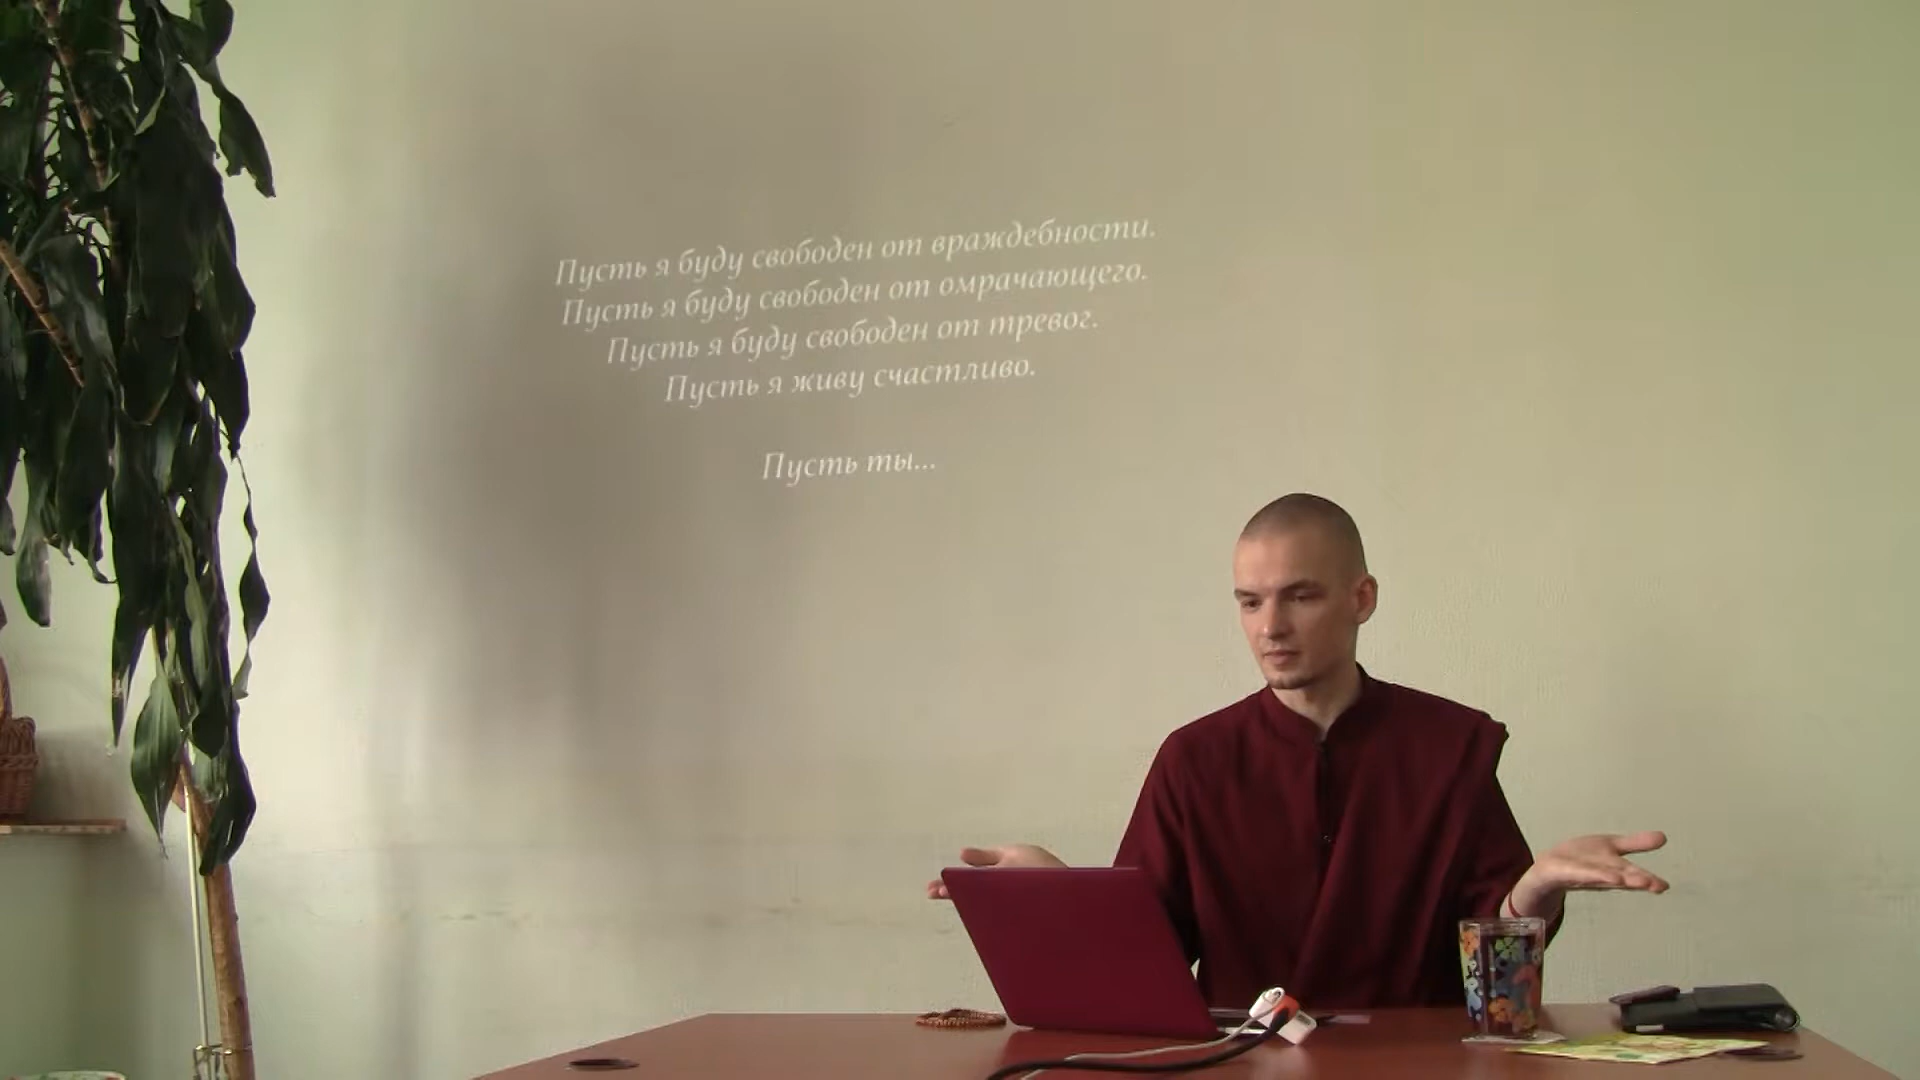 Пусть я буду свободен от враждебности.
Пусть я буду свободен от омрачающего.
Пусть я буду свободен от тревог.
Пусть я живу счастливо.
Пусть ты...